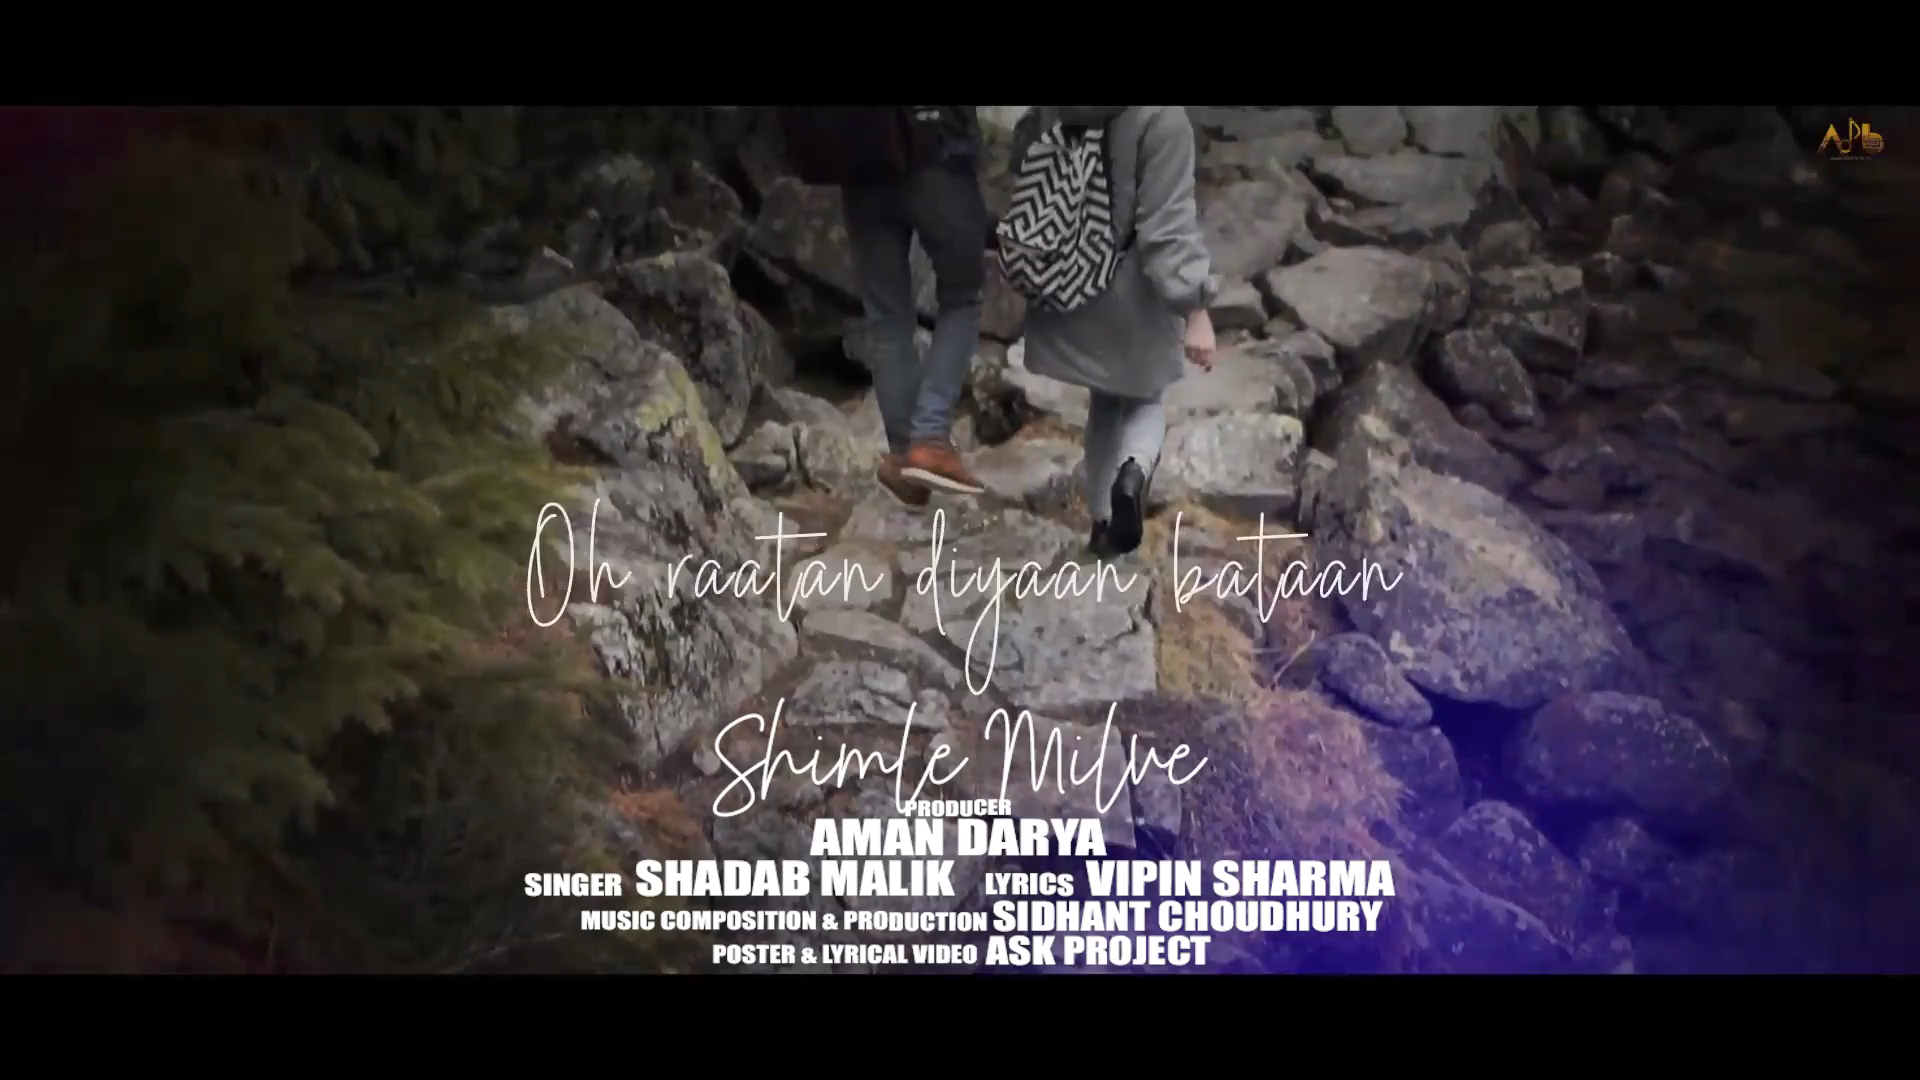 Oh raatan diyaan bataan
Shimle Milve
PRODUCER
AMAN DARYA
SINGER SHADAB MALIK LYRICS VIPIN SHARMA
MUSIC COMPOSITION & PRODUCTION SIDHANT CHOUDHURY
POSTER & LYRICAL VIDEO ASK PROJECT